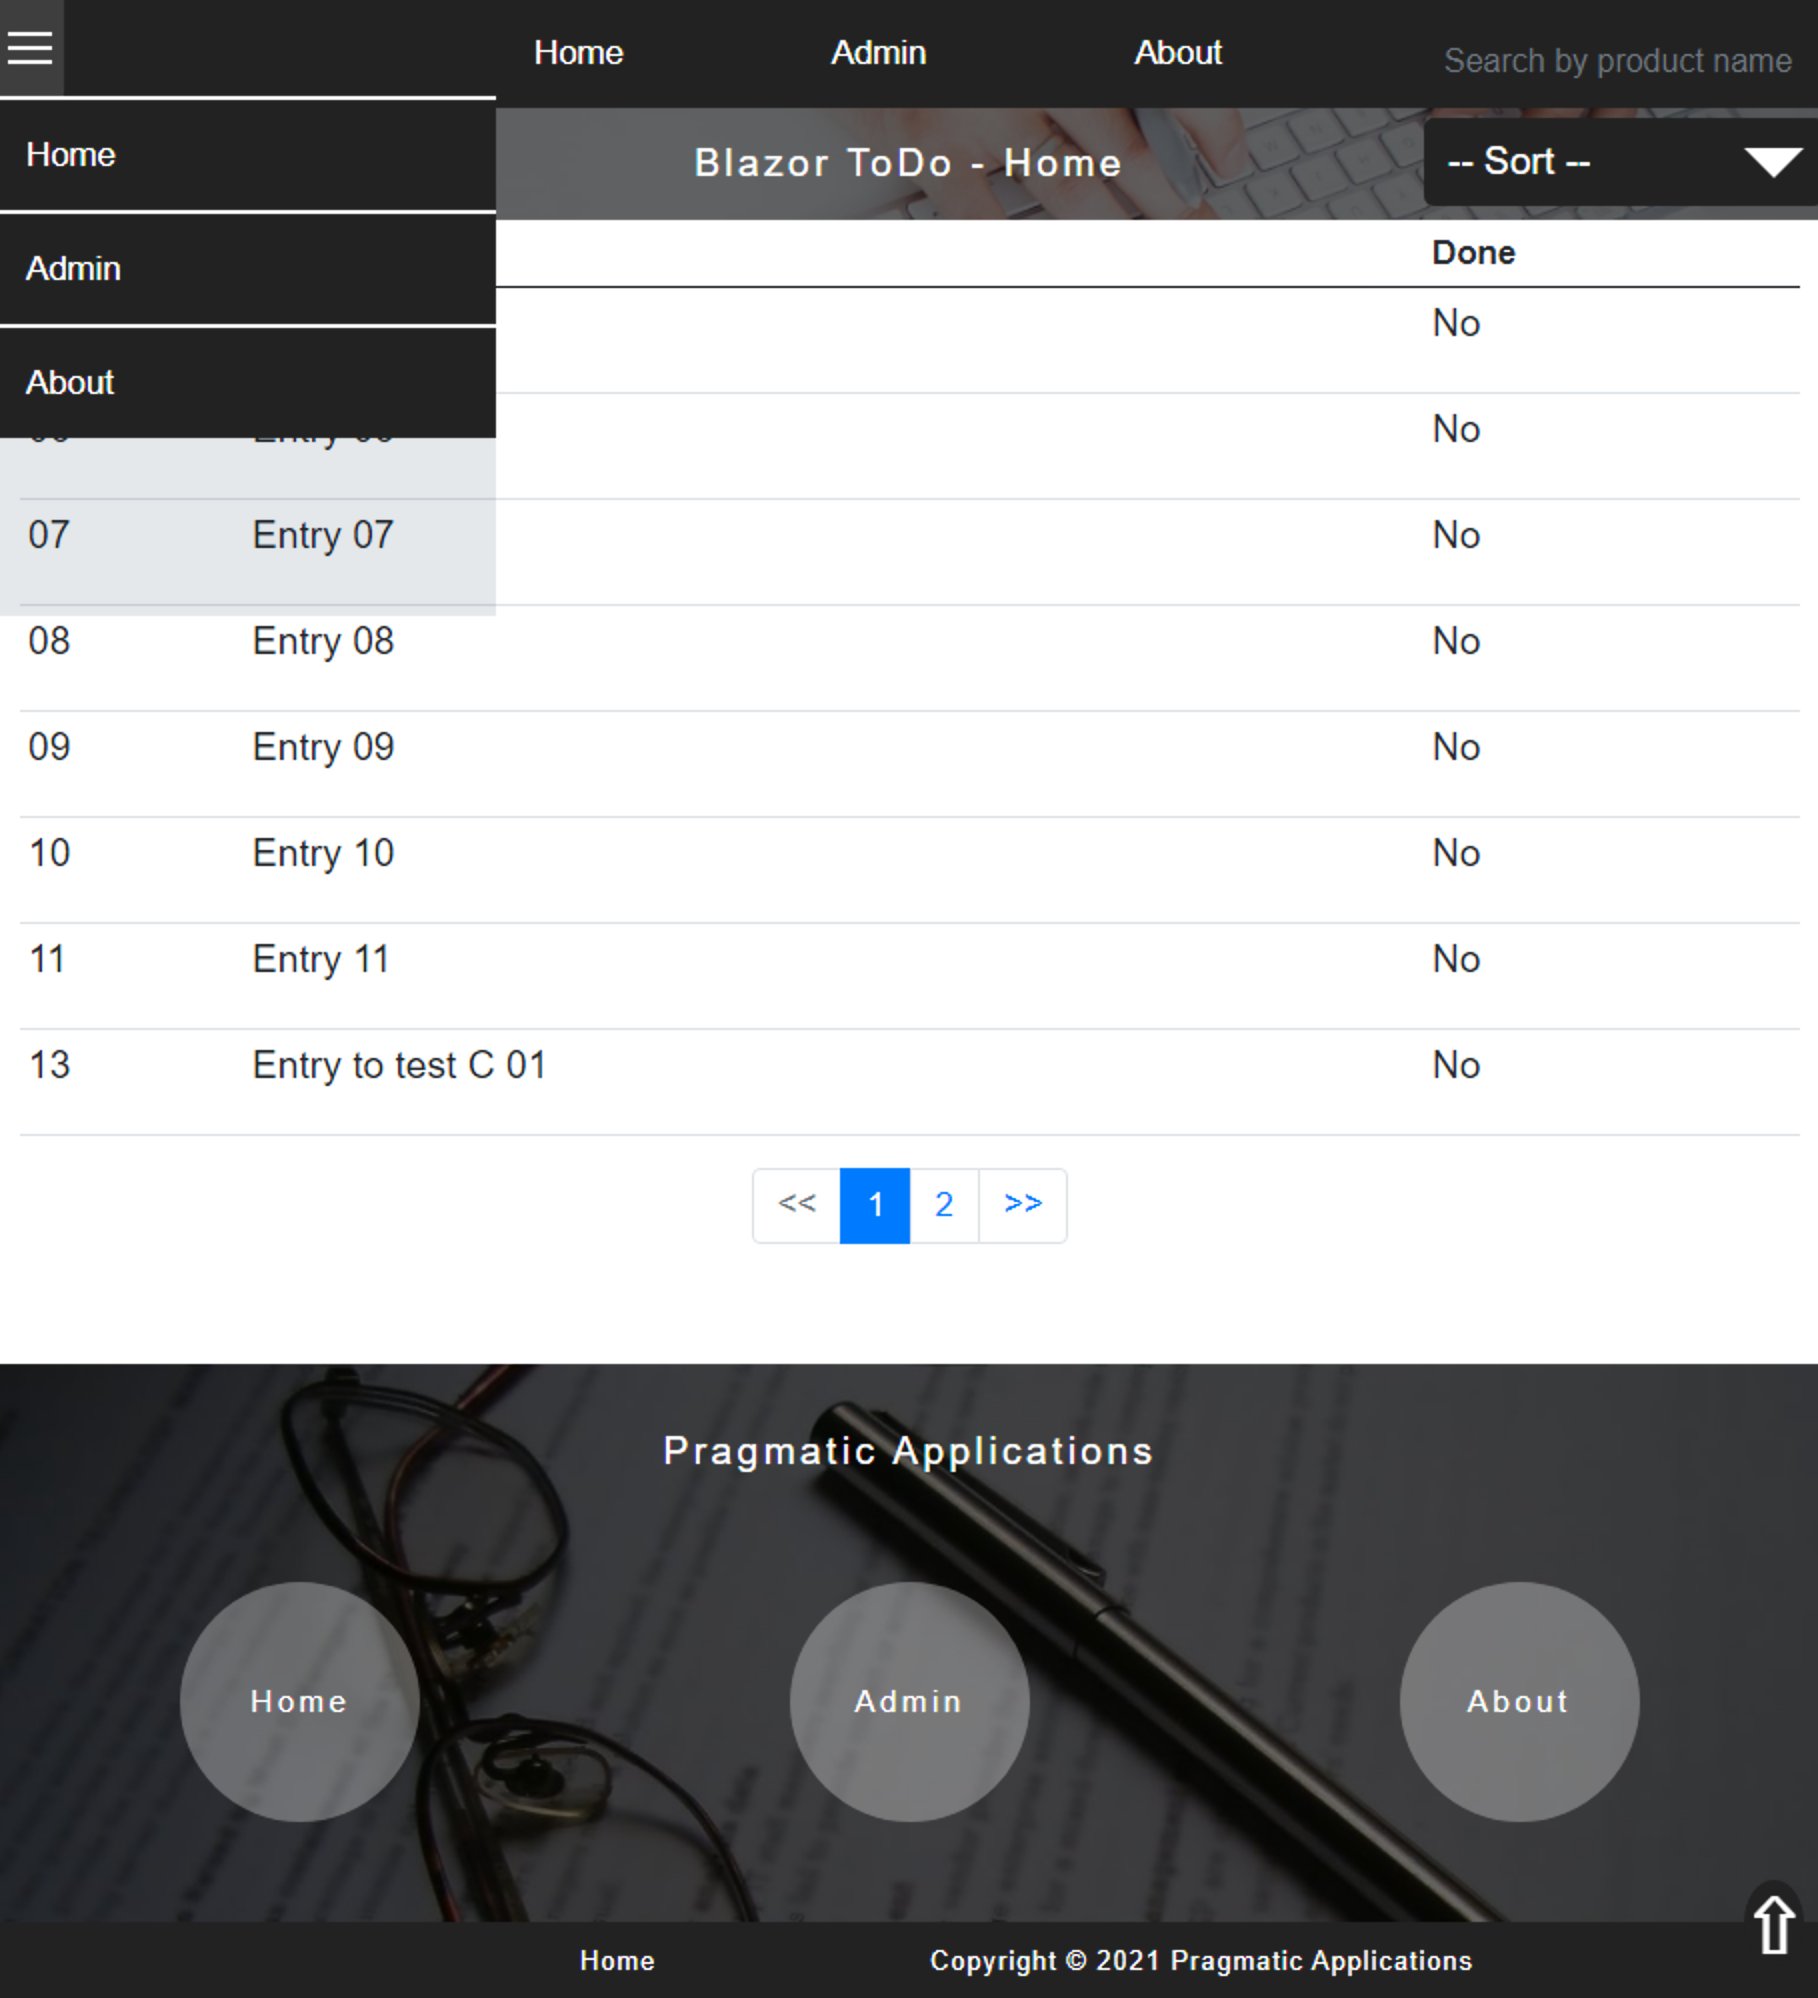 Home Admin About Search by product name
Home
Blazor ToDo - Home -- Sort --
Done
Admin
No
About
No
07 Entry 07 No
08 Entry 08 No
09 Entry 09 No
10 Entry 10 No
11 Entry 11 No
13 Entry to test C 01 No
<< 1 2 >>
Pragmatic Applications
Home Admin About
Home Copyright © 2021 Pragmatic Applications